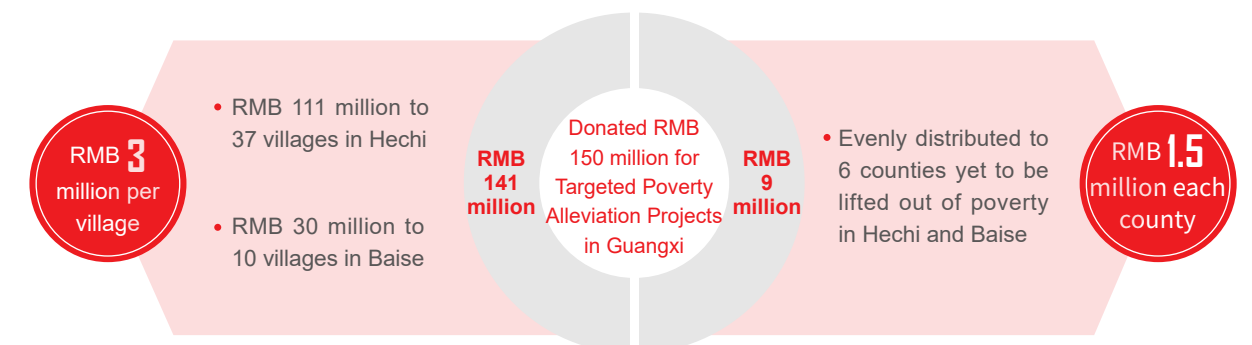 RMB 3
million per
village
• RMB 111 million to
37 villages in Hechi
• RMB 30 million to
10 villages in Baise
RMB
141
million
Donated RMB
150 million for
Targeted Poverty
Alleviation Projects
in Guangxi
RMB
9
million
• Evenly distributed to
6 counties yet to be
lifted out of poverty
in Hechi and Baise
RMB 1.5
million each
county